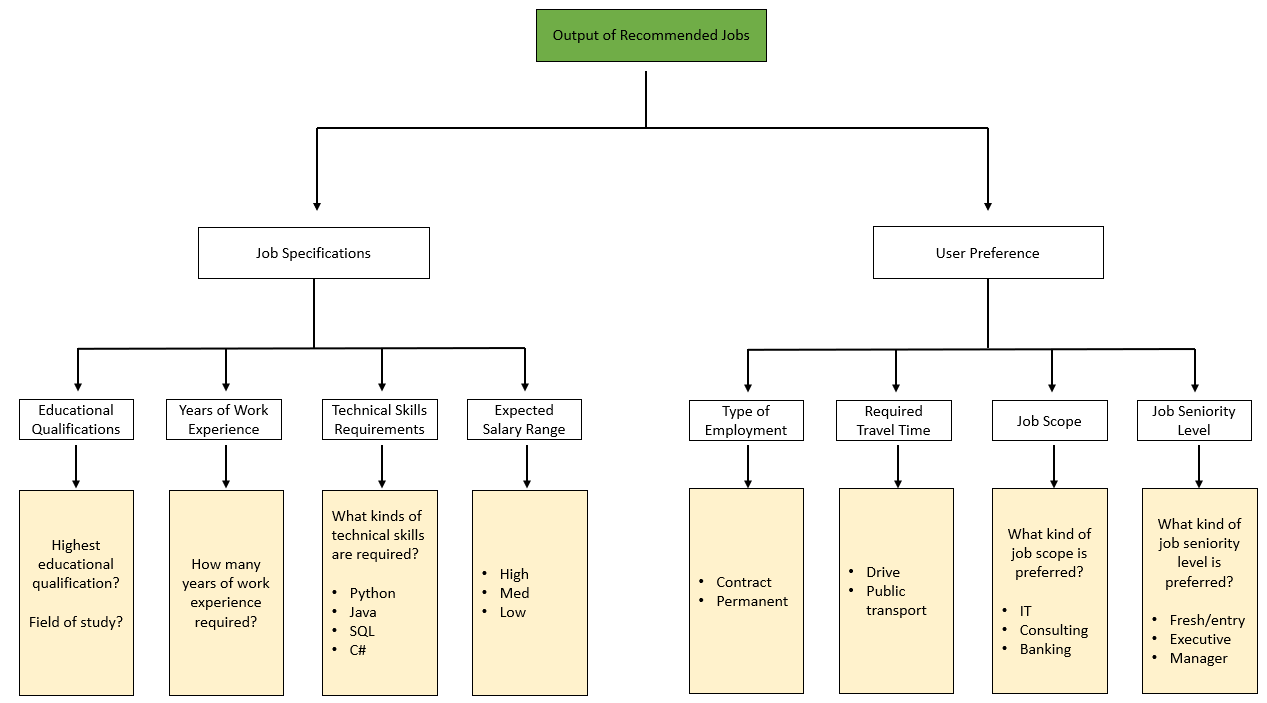 Output of Recommended Jobs
Job Specifications
User Preference
Educational
Qualifications
Years of Work
Experience
Technical Skills
Requirements
Expected
Salary Range
Type of
Employment
Required
Travel Time
Job Scope
Job Seniority
Level
Highest
educational
qualification?
Field of study?
How many
years of work
experience
required?
What kinds of
technical skills
are required?
• Python
• Java
• SQL
• C#
• High
• Med
• Low
• Contract
• Permanent
• Drive
• Public
transport
What kind of
job scope is
preferred?
• IT
• Consulting
• Banking
What kind of
job seniority
level is
preferred?
• Fresh/entry
• Executive
• Manager